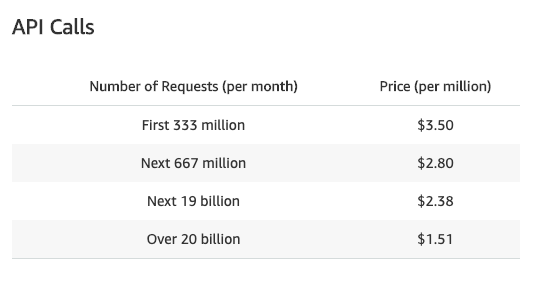 API Calls
Number of Requests (per month) Price (per million)
First 333 million $3.50
Next 667 million $2.80
Next 19 billion $2.38
Over 20 billion $1.51